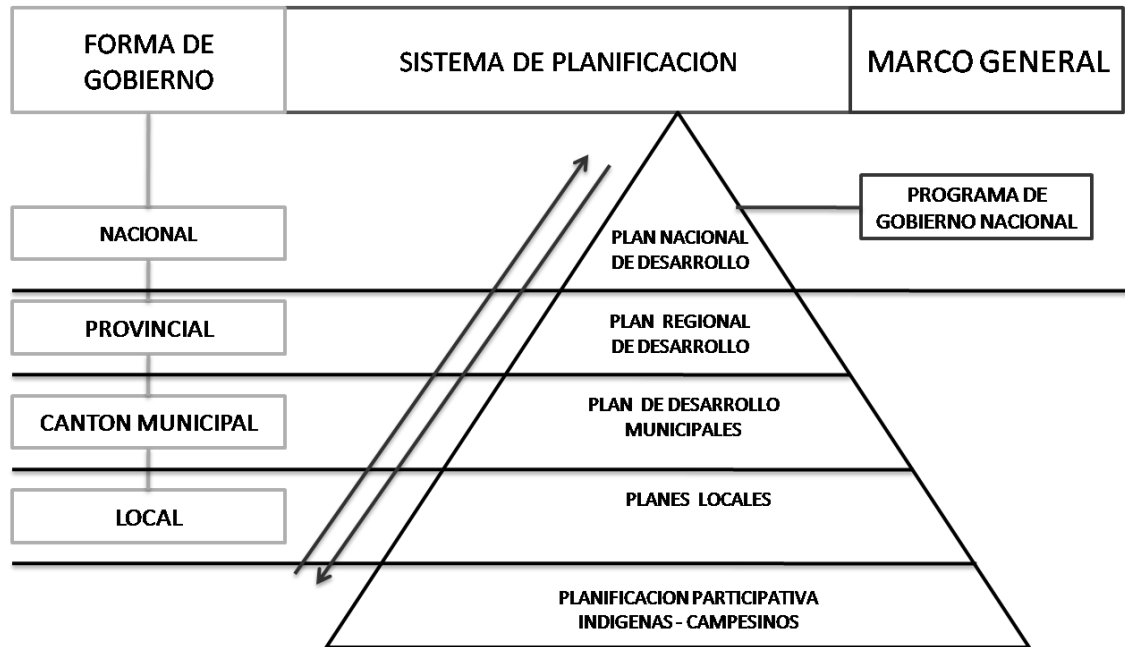 FORMA DE
GOBIERNO
SISTEMA DE PLANIFICACION
MARCO GENERAL
NACIONAL
PLAN NACIONAL
DE DESARROLLO
PROGRAMA DE
GOBIERNO NACIONAL
PROVINCIAL
PLAN REGIONAL
DE DESARROLLO
CANTON MUNICIPAL
PLAN DE DESARROLLO
MUNICIPALES
LOCAL
PLANES LOCALES
PLANIFICACION PARTICIPATIVA
INDIGENAS - CAMPESINOS